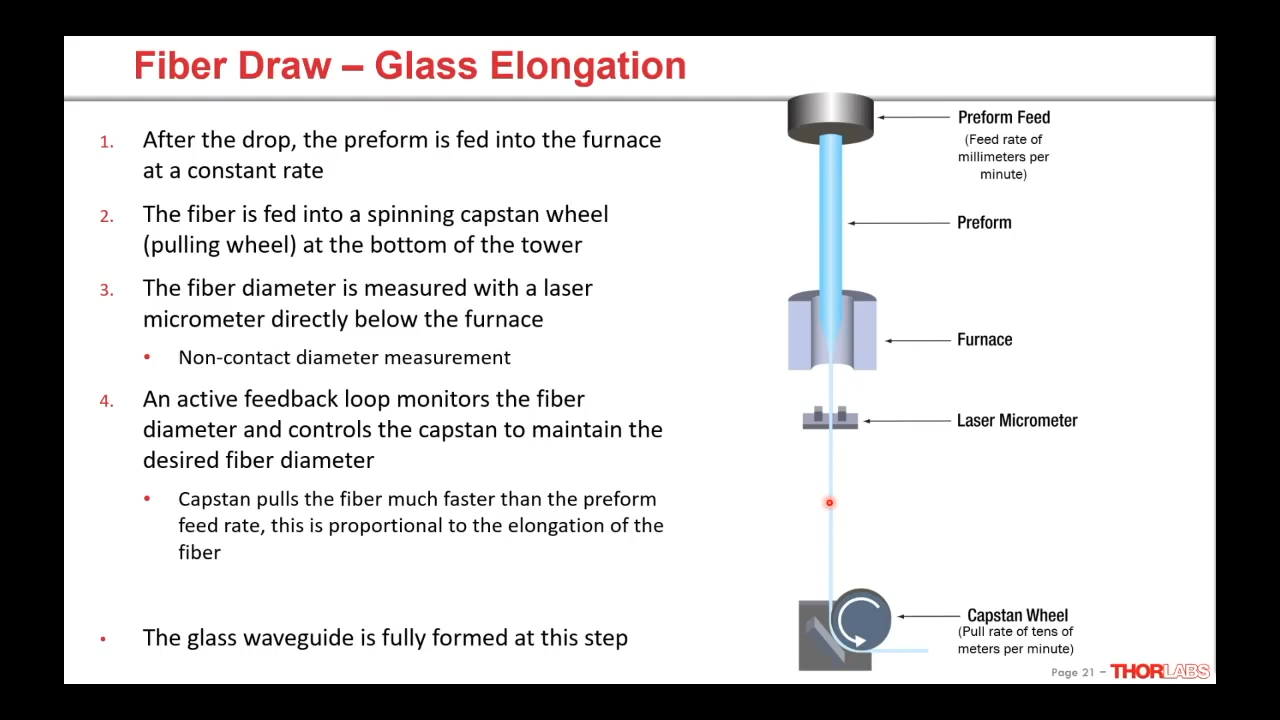 Fiber Draw – Glass Elongation
1. After the drop, the preform is fed into the furnace
at a constant rate
2. The fiber is fed into a spinning capstan wheel
(pulling wheel) at the bottom of the tower
3. The fiber diameter is measured with a laser
micrometer directly below the furnace
• Non-contact diameter measurement
4. An active feedback loop monitors the fiber
diameter and controls the capstan to maintain the
desired fiber diameter
• Capstan pulls the fiber much faster than the preform
feed rate, this is proportional to the elongation of the
fiber
• The glass waveguide is fully formed at this step
Preform Feed
(Feed rate of
millimeters per
minute)
Preform
Furnace
Laser Micrometer
Capstan Wheel
(Pull rate of tens of
meters per minute)
Page 21 – THORLABS